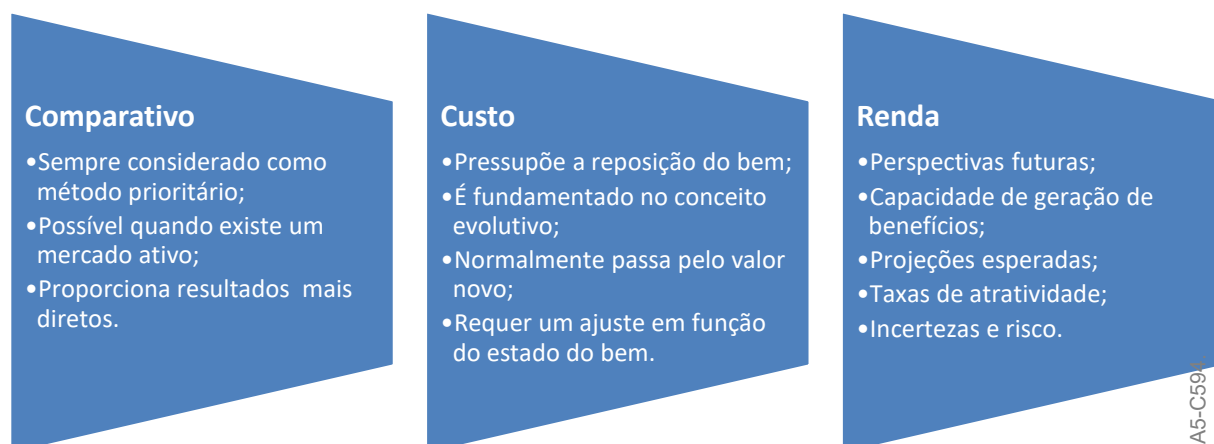 Comparativo
•Sempre considerado como
método prioritário;
•Possível quando existe um
mercado ativo;
•Proporciona resultados mais
diretos.
Custo
•Pressupõe a reposição do bem;
•É fundamentado no conceito
evolutivo;
•Normalmente passa pelo valor
novo;
•Requer um ajuste em função
do estado do bem.
Renda
•Perspectivas futuras;
•Capacidade de geração de
benefícios;
•Projeções esperadas;
•Taxas de atratividade;
•Incertezas e risco.
A5-C594